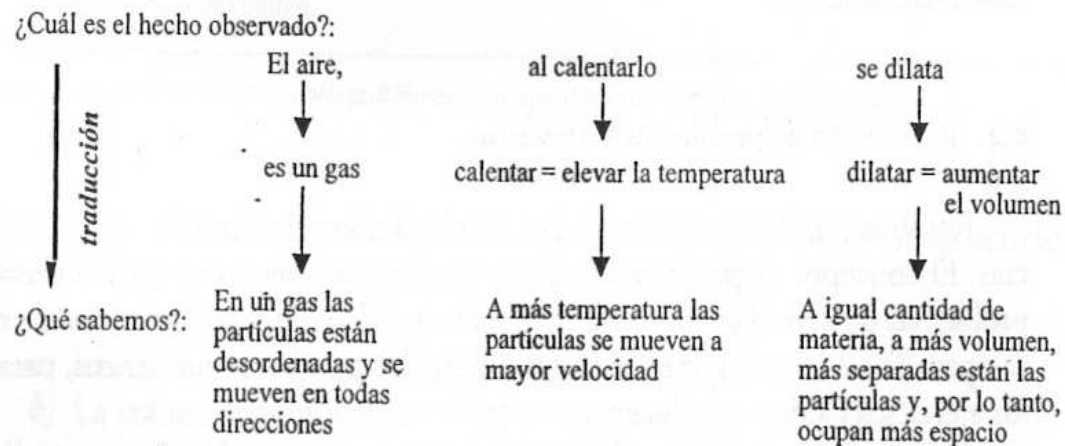 ¿Cuál es el hecho observado?:
El aire,
al calentarlo
se dilata
traducción
es un gas
calentar = elevar la temperatura
dilatar = aumentar
el volumen
¿Qué sabemos?:
En un gas las
partículas están
desordenadas y se
mueven en todas
direcciones
A más temperatura las
partículas se mueven a
mayor velocidad
A igual cantidad de
materia, a más volumen,
más separadas están las
partículas y, por lo tanto,
ocupan más espacio